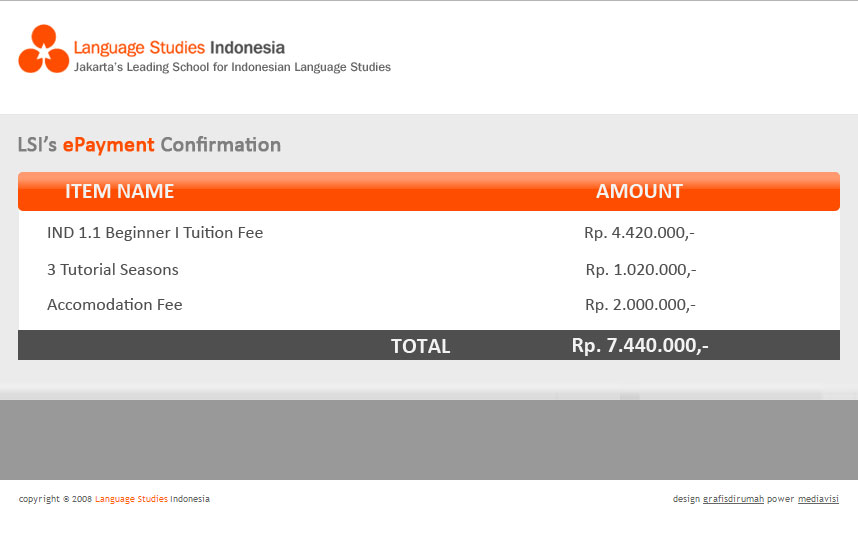 Language Studies Indonesia
Jakarta's Leading School for Indonesian Language Studies
LSI's ePayment Confirmation
ITEM NAME AMOUNT
IND 1.1 Beginner I Tuition Fee Rp. 4.420.000,-
3 Tutorial Seasons Rp. 1.020.000,-
Accomodation Fee Rp. 2.000.000,-
TOTAL Rp. 7.440.000,-
copyright © 2008 Language Studies Indonesia design grafisdirumah power mediavisi